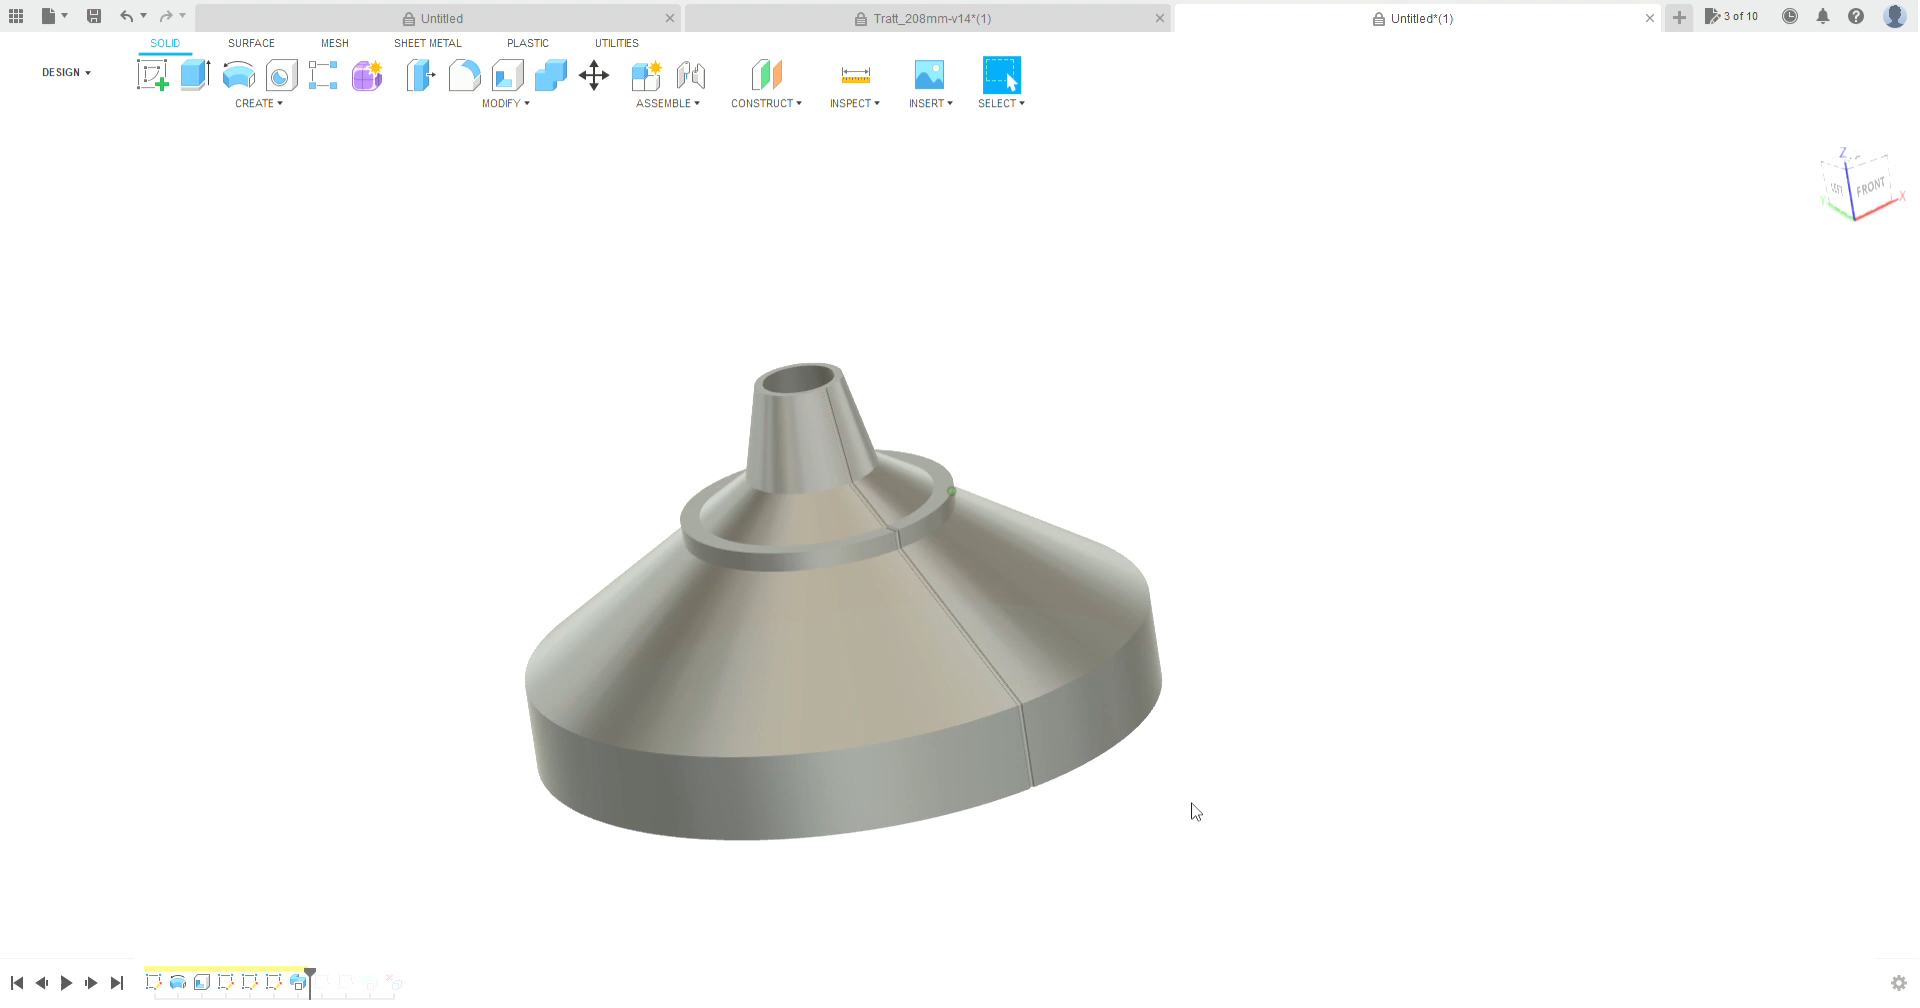 Untitled
Tratt_208mm-v14*(1)
Untitled*(1)
3 of 10
SOLID
SURFACE
MESH
SHEET METAL
PLASTIC
UTILITIES
DESIGN
CREATE
MODIFY
ASSEMBLE
CONSTRUCT
INSPECT
INSERT
SELECT
Z
LEFT
FRONT
Y
X